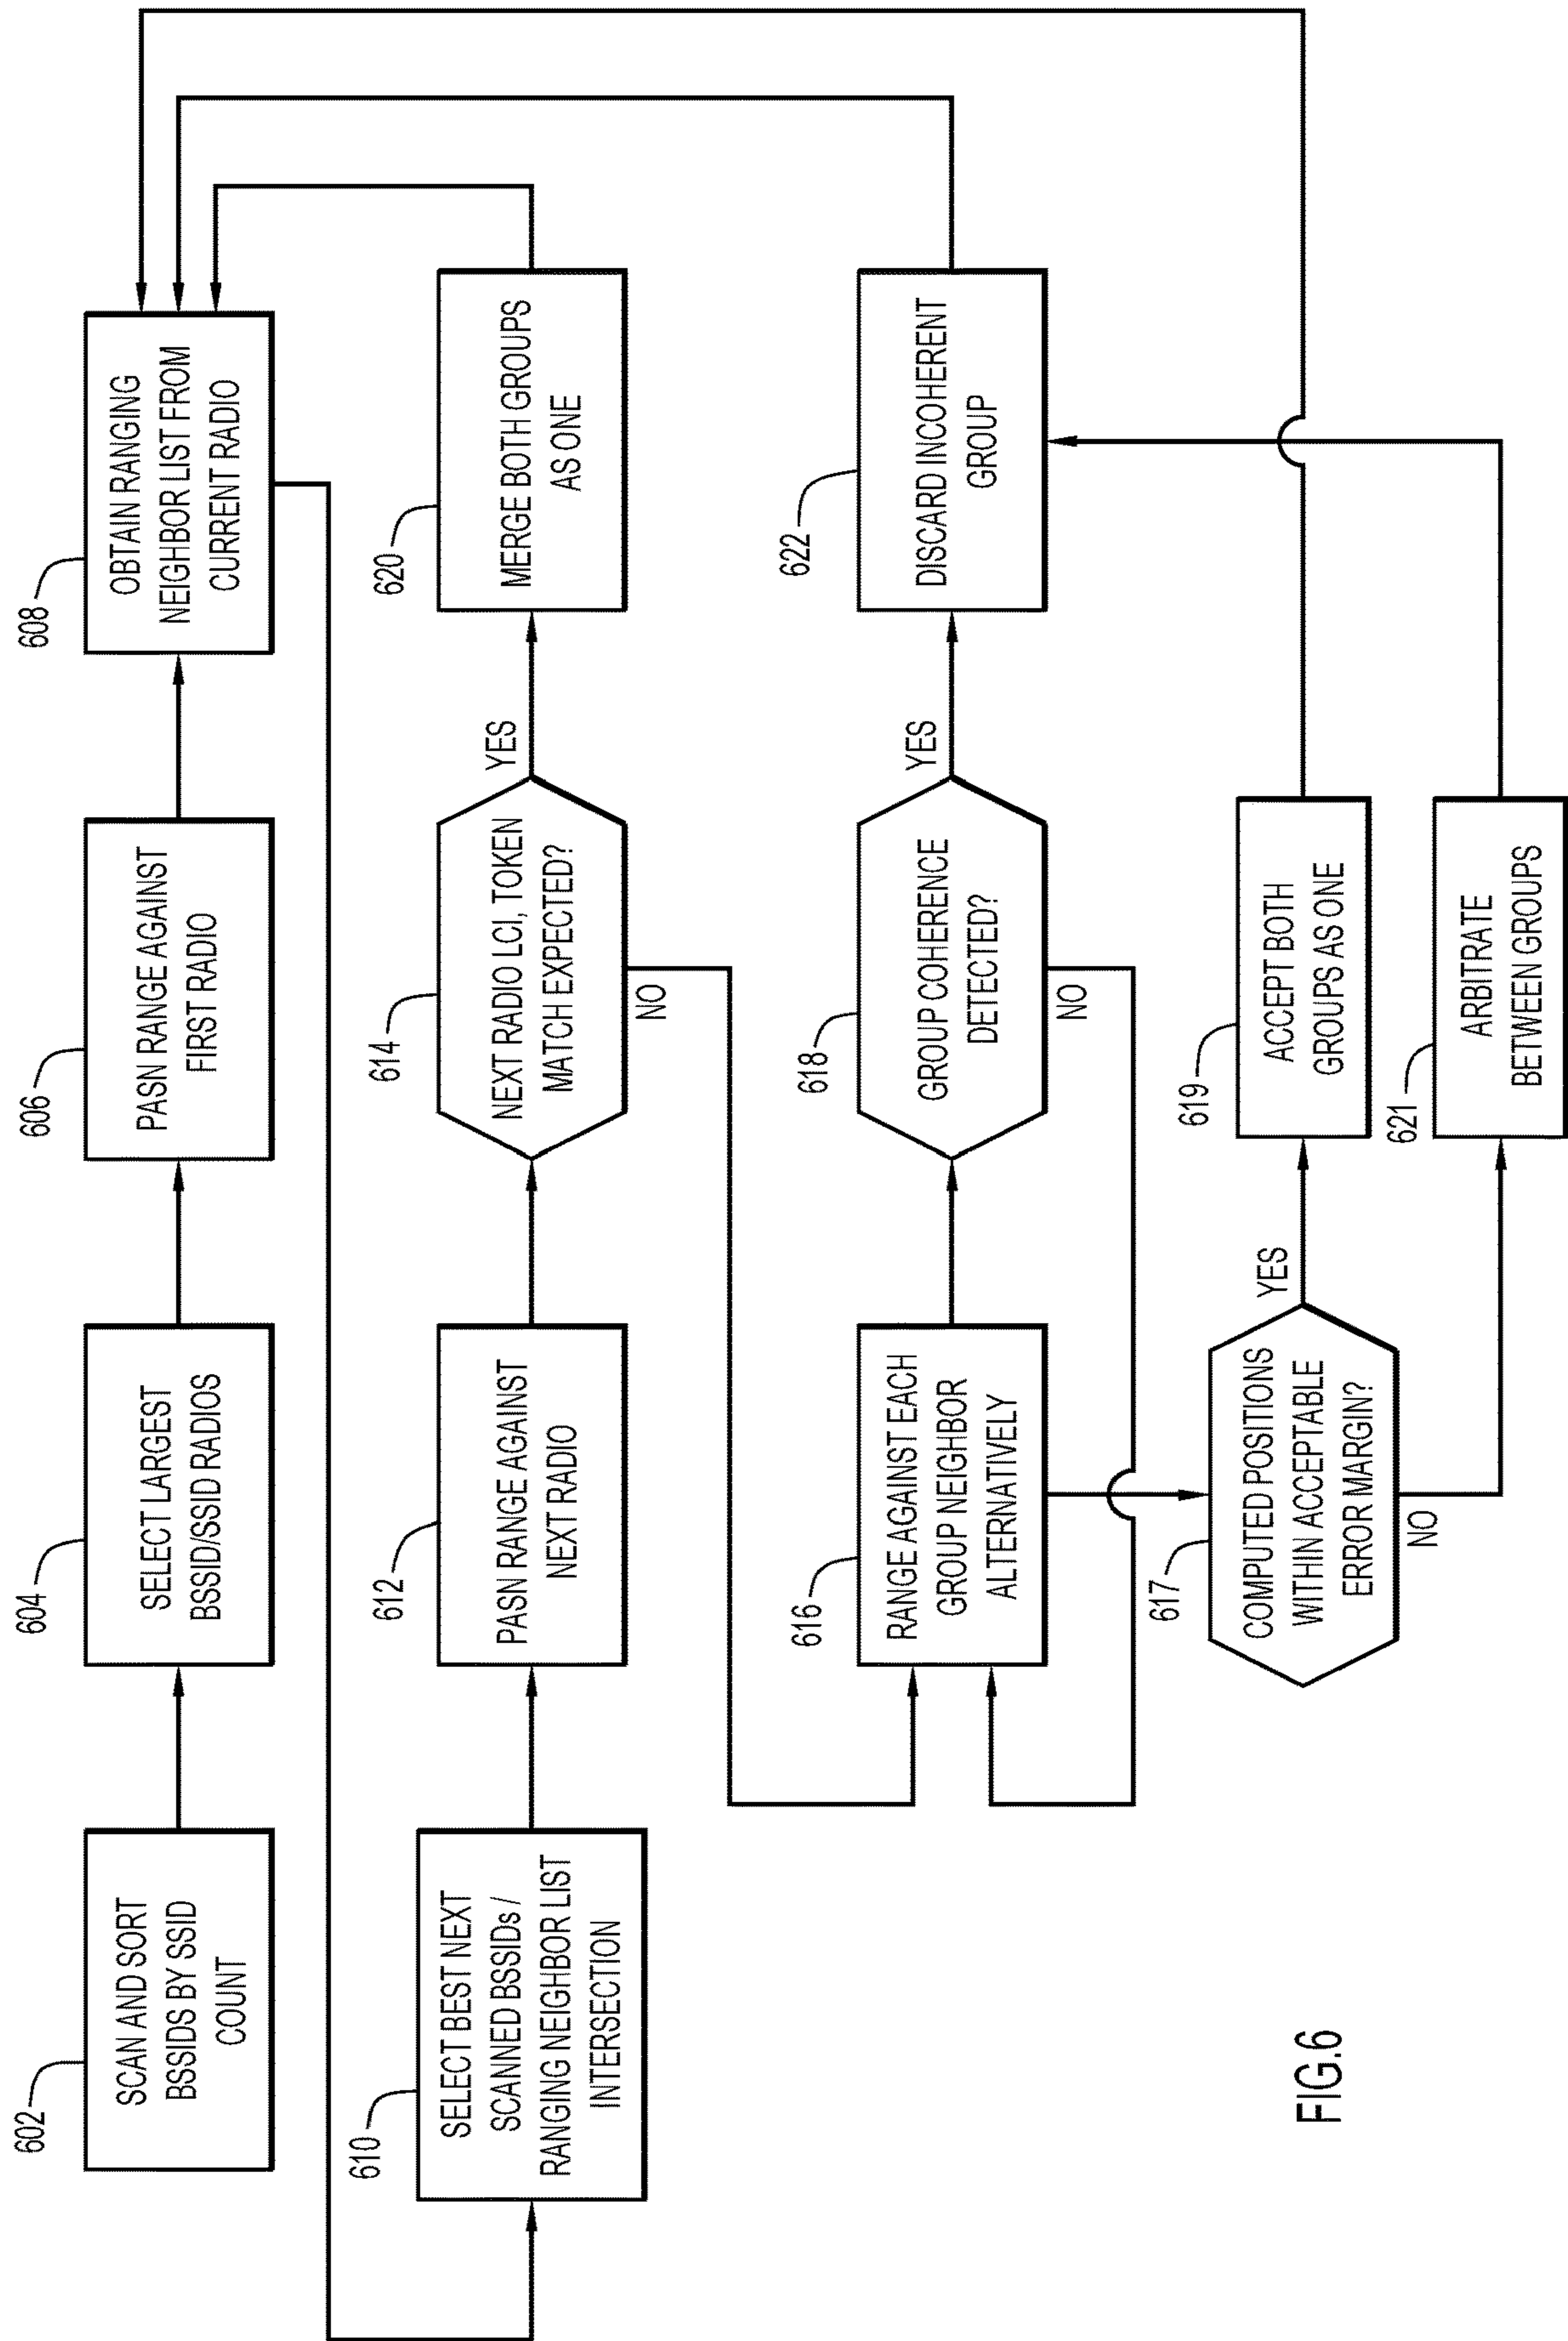 602
SCAN AND SORT
BSSIDS BY SSID
COUNT
604
SELECT LARGEST
BSSID/SSID RADIOS
606
PASN RANGE AGAINST
FIRST RADIO
608
OBTAIN RANGING
NEIGHBOR LIST FROM
CURRENT RADIO
610
SELECT BEST NEXT
SCANNED BSSIDs /
RANGING NEIGHBOR LIST
INTERSECTION
612
PASN RANGE AGAINST
NEXT RADIO
614
NEXT RADIO LCI, TOKEN
MATCH EXPECTED?
YES
NO
620
MERGE BOTH GROUPS
AS ONE
616
RANGE AGAINST EACH
GROUP NEIGHBOR
ALTERNATIVELY
618
GROUP COHERENCE
DETECTED?
YES
NO
622
DISCARD INCOHERENT
GROUP
617
COMPUTED POSITIONS
WITHIN ACCEPTABLE
ERROR MARGIN?
YES
NO
619
ACCEPT BOTH
GROUPS AS ONE
621
ARBITRATE
BETWEEN GROUPS
FIG.6